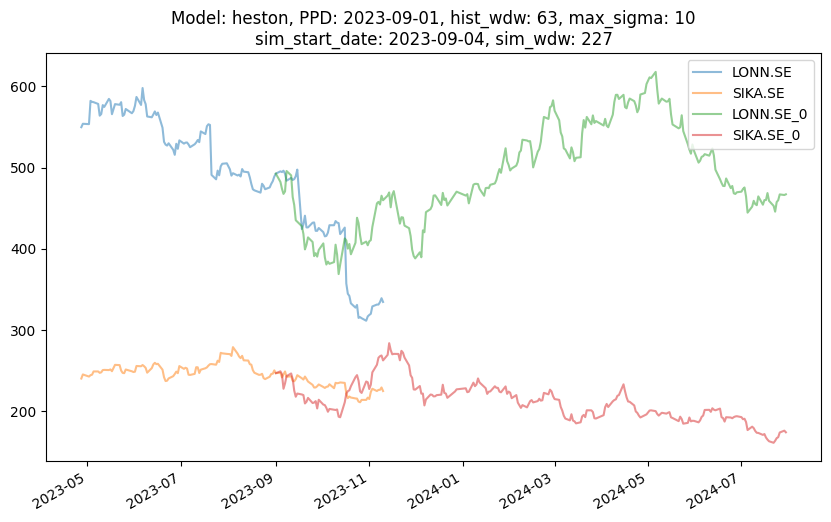 Model: heston, PPD: 2023-09-01, hist_wdw: 63, max_sigma: 10
sim_start_date: 2023-09-04, sim_wdw: 227
LONN.SE
SIKA.SE
LONN.SE_0
SIKA.SE_0
600
500
400
300
200
2023-05
2023-07
2023-09
2023-11
2024-01
2024-03
2024-05
2024-07